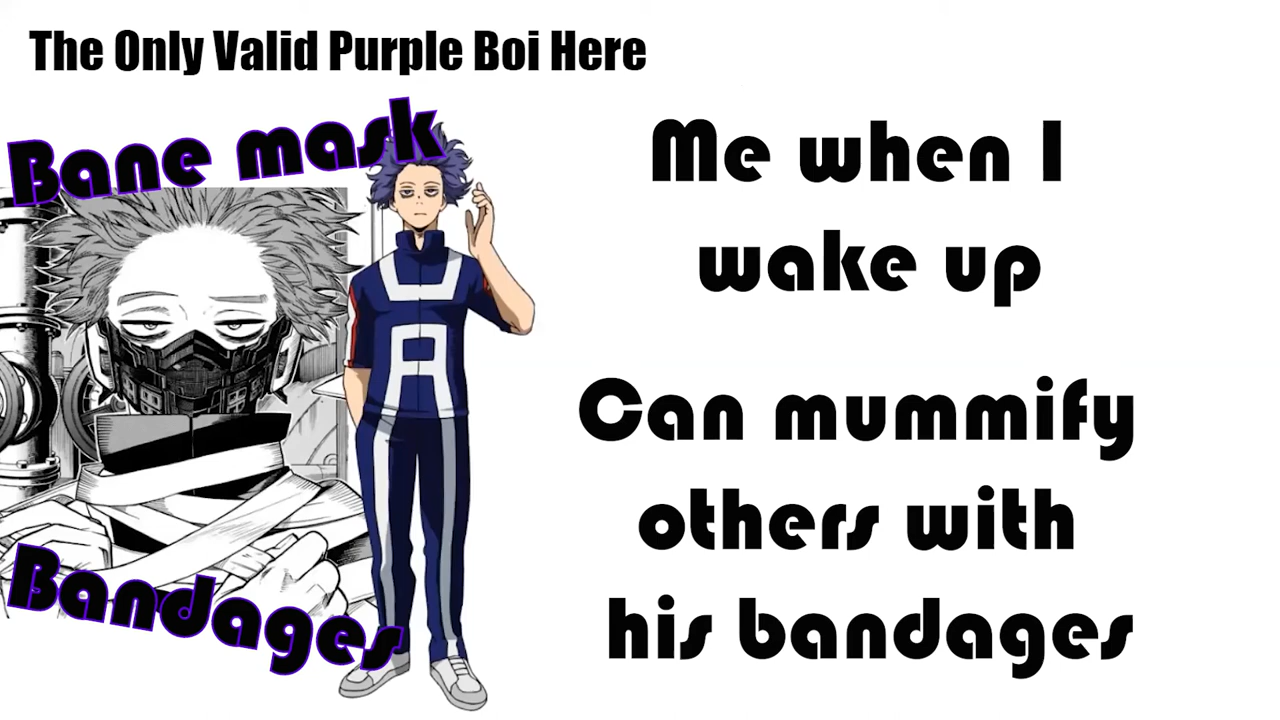 The Only Valid Purple Boi Here
Bane mask
Me when I
wake up
Can mummify
others with
his bandages
Bandages
U
A